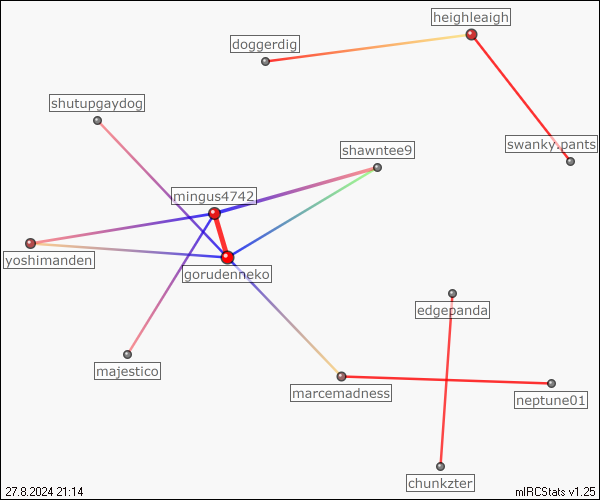 heighleaigh
doggerdig
shutupgaydog
swanky.pants
shawntee9
mingus4742
yoshimanden
gorudenneko
edgepanda
majestico
marcemadness
neptune01
chunkzter
27.8.2024 21:14
mIRCStats v1.25